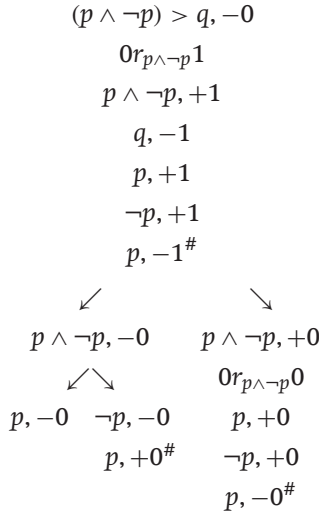 (p ∧ ¬p) > q, −0
0r_{p∧¬p}1
p ∧ ¬p, +1
q, −1
p, +1
¬p, +1
p, −1^#
↙ ↘
p ∧ ¬p, −0 p ∧ ¬p, +0
↙↘ 0r_{p∧¬p}0
p, −0 ¬p, −0 p, +0
p, +0^# ¬p, +0
p, −0^#